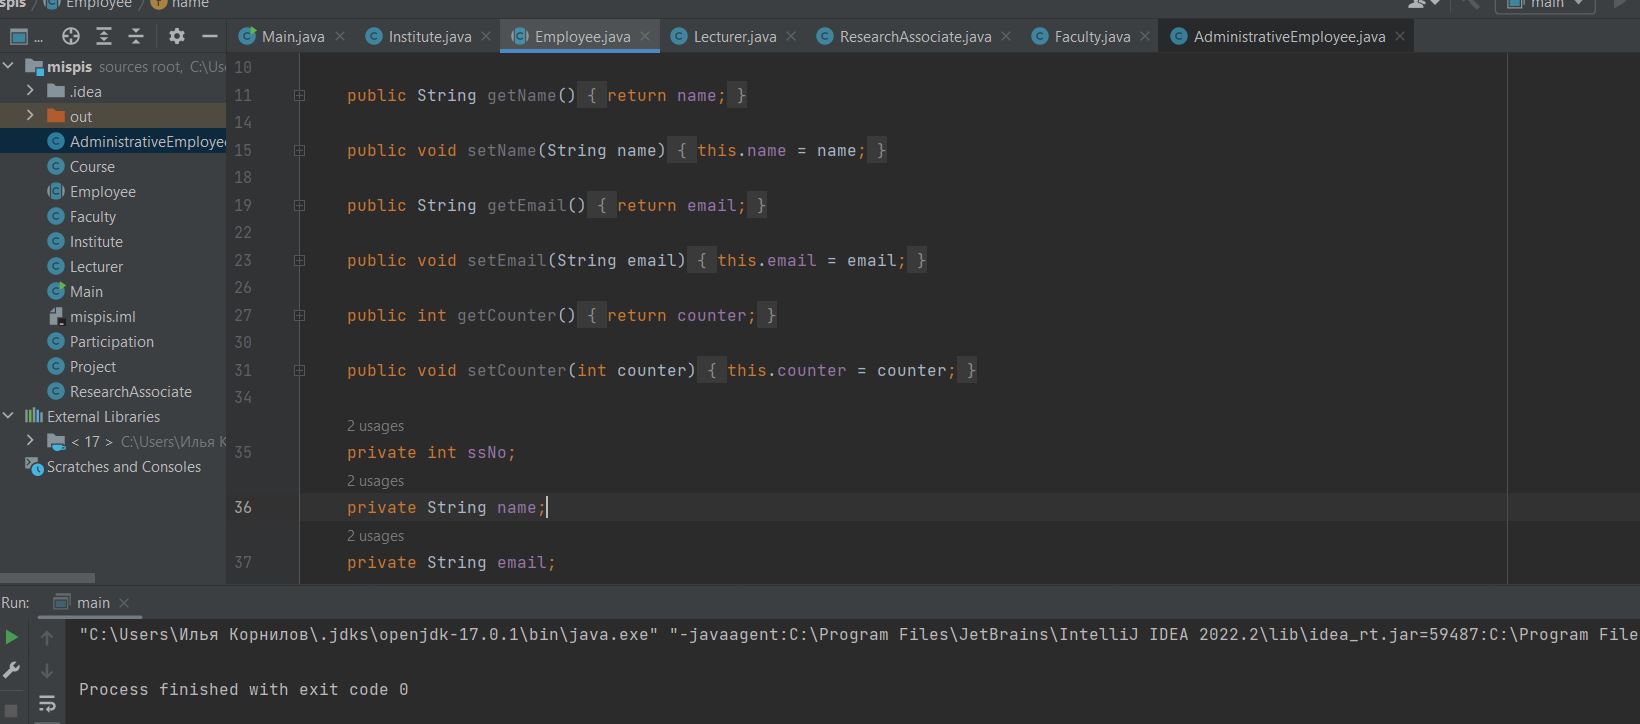 spis / Employee / name
main
...
Main.java Institute.java Employee.java Lecturer.java ResearchAssociate.java Faculty.java AdministrativeEmployee.java
mispis sources root, C:\Use
.idea
out
AdministrativeEmployee
Course
Employee
Faculty
Institute
Lecturer
Main
mispis.iml
Participation
Project
ResearchAssociate
External Libraries
< 17 > C:\Users\Илья К
Scratches and Consoles
10
11 public String getName() { return name; }
14
15 public void setName(String name) { this.name = name; }
18
19 public String getEmail() { return email; }
22
23 public void setEmail(String email) { this.email = email; }
26
27 public int getCounter() { return counter; }
30
31 public void setCounter(int counter) { this.counter = counter; }
34
2 usages
35 private int ssNo;
2 usages
36 private String name;
2 usages
37 private String email;
Run: main
"C:\Users\Илья Корнилов\.jdks\openjdk-17.0.1\bin\java.exe" "-javaagent:C:\Program Files\JetBrains\IntelliJ IDEA 2022.2\lib\idea_rt.jar=59487:C:\Program File
Process finished with exit code 0